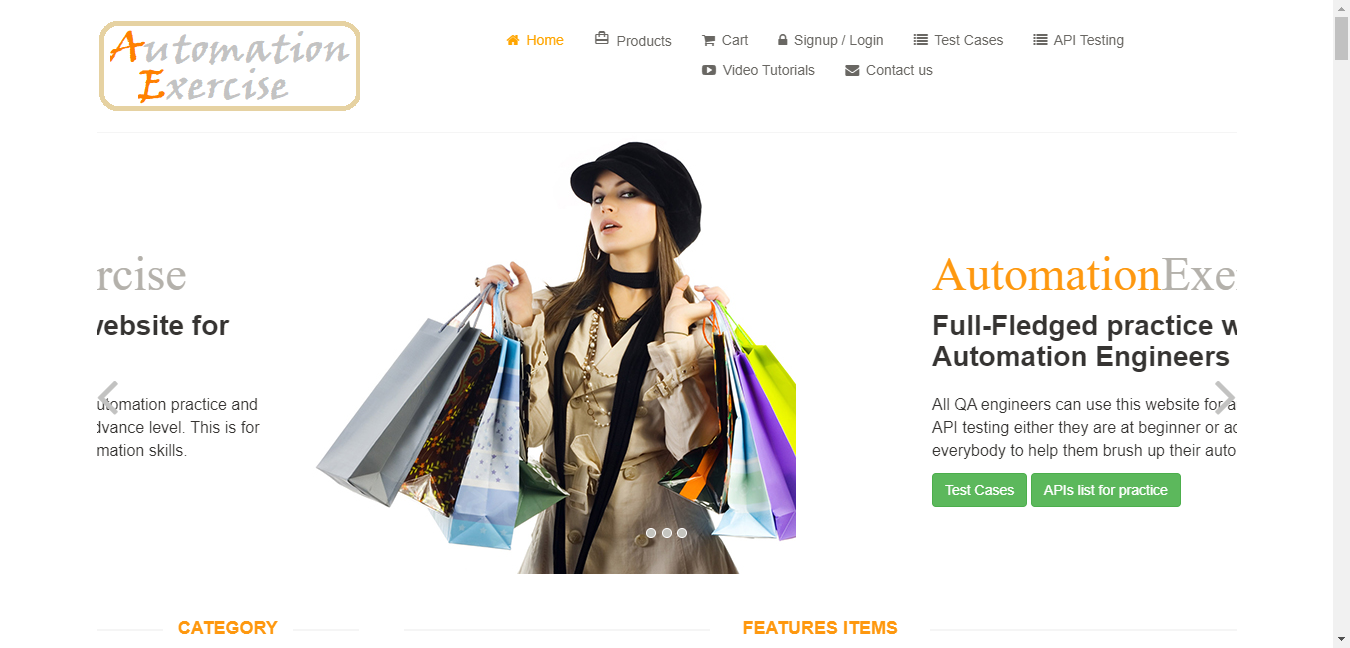 Automation
Exercise
Home
Products
Cart
Signup / Login
Test Cases
API Testing
Video Tutorials
Contact us
rcise
website for
utomation practice and
dvance level. This is for
mation skills.
AutomationExe
Full-Fledged practice w
Automation Engineers
All QA engineers can use this website for a
API testing either they are at beginner or ad
everybody to help them brush up their auto
Test Cases
APIs list for practice
CATEGORY
FEATURES ITEMS